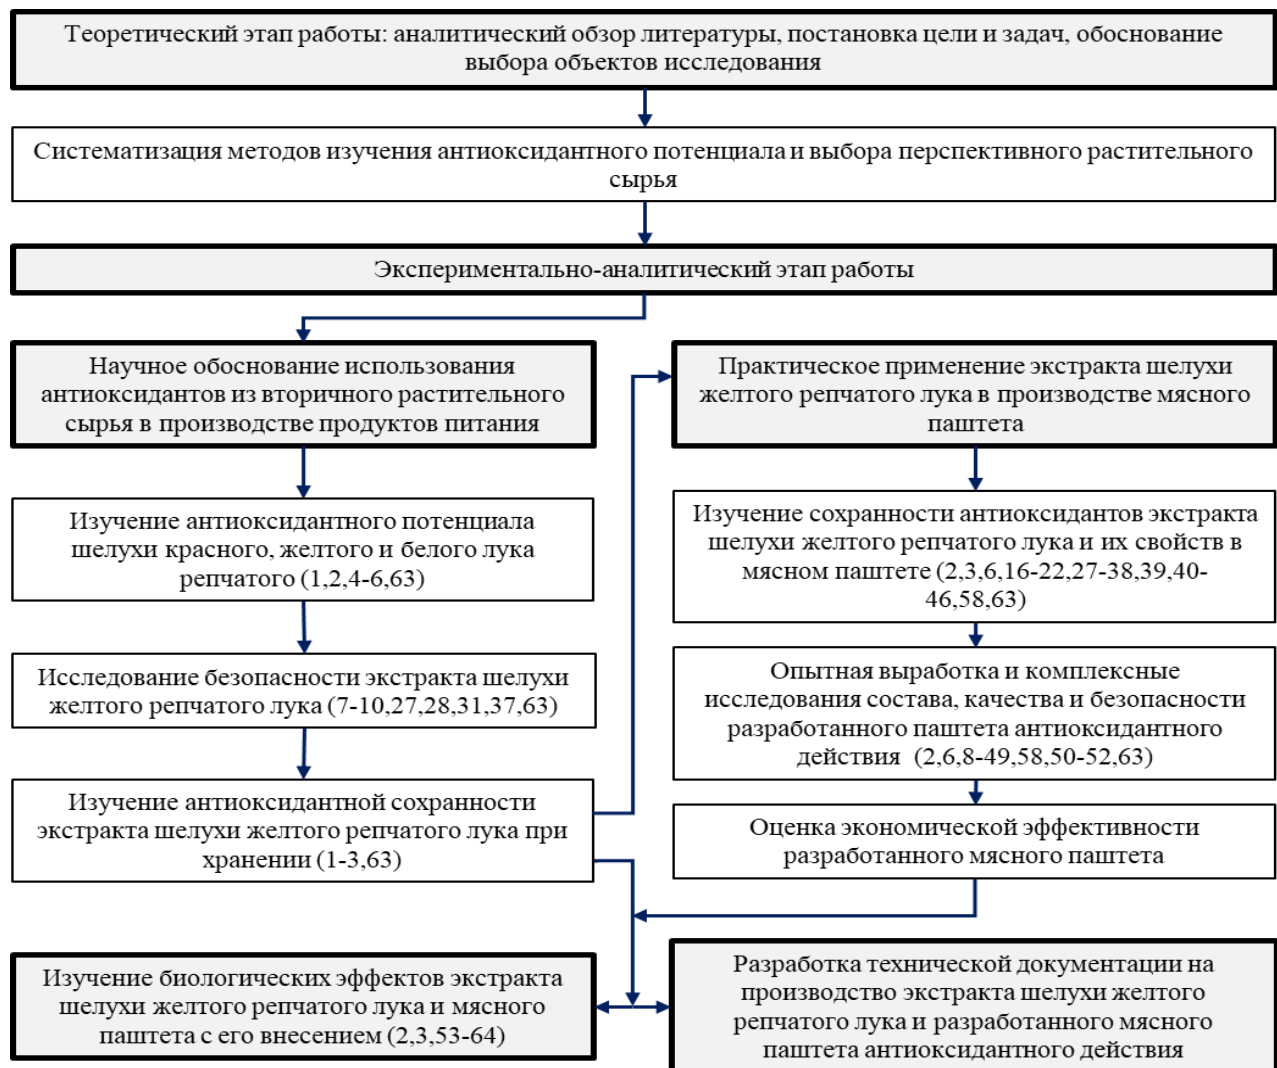 Теоретический этап работы: аналитический обзор литературы, постановка цели и задач, обоснование
выбора объектов исследования
Систематизация методов изучения антиоксидантного потенциала и выбора перспективного растительного
сырья
Экспериментально-аналитический этап работы
Научное обоснование использования
антиоксидантов из вторичного растительного
сырья в производстве продуктов питания
Изучение антиоксидантного потенциала
шелухи красного, желтого и белого лука
репчатого (1,2,4-6,63)
Исследование безопасности экстракта шелухи
желтого репчатого лука (7-10,27,28,31,37,63)
Изучение антиоксидантной сохранности
экстракта шелухи желтого репчатого лука при
хранении (1-3,63)
Практическое применение экстракта шелухи
желтого репчатого лука в производстве мясного
паштета
Изучение сохранности антиоксидантов экстракта
шелухи желтого репчатого лука и их свойств в
мясном паштете (2,3,6,16-22,27-38,39,40-
46,58,63)
Опытная выработка и комплексные
исследования состава, качества и безопасности
разработанного паштета антиоксидантного
действия (2,6,8-49,58,50-52,63)
Оценка экономической эффективности
разработанного мясного паштета
Изучение биологических эффектов экстракта
шелухи желтого репчатого лука и мясного
паштета с его внесением (2,3,53-64)
Разработка технической документации на
производство экстракта шелухи желтого
репчатого лука и разработанного мясного
паштета антиоксидантного действия